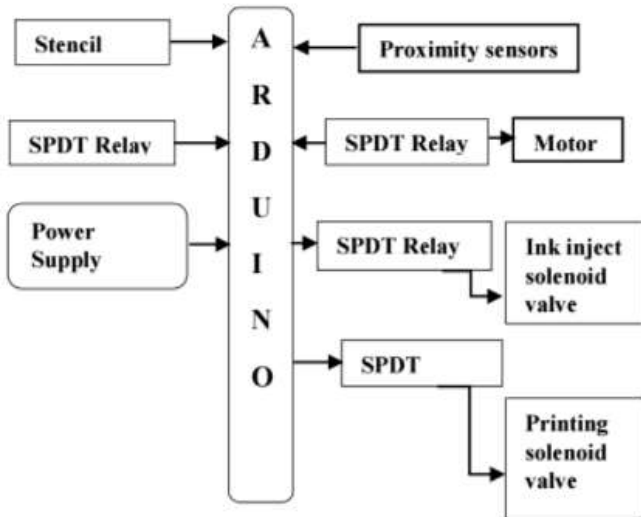 Stencil
A
R
D
U
I
N
O
Proximity sensors
SPDT Relay
SPDT Relay
Motor
Power
Supply
SPDT Relay
Ink inject
solenoid
valve
SPDT
Printing
solenoid
valve